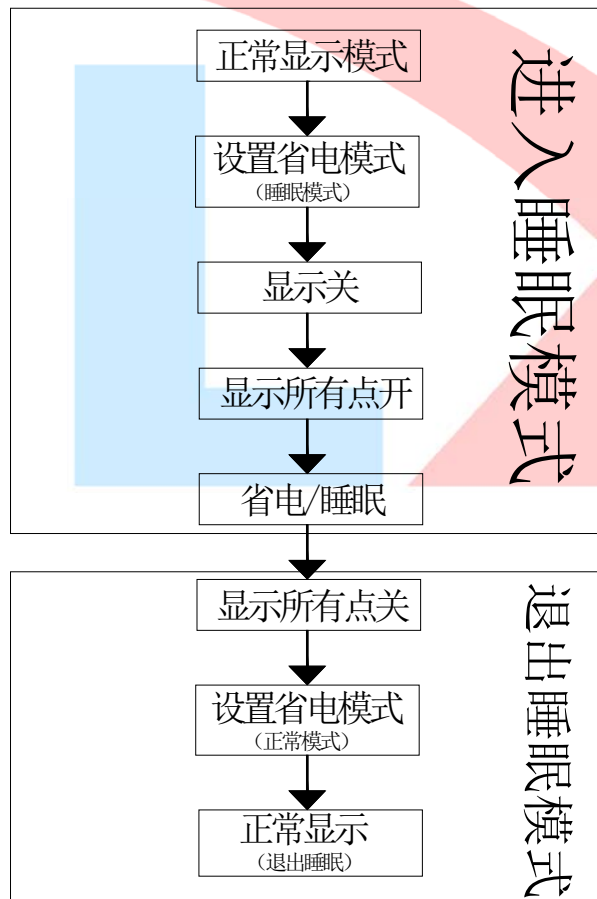 正常显示模式
设置省电模式
（睡眠模式）
显示关
显示所有点开
省电/睡眠
进入睡眠模式
显示所有点关
设置省电模式
（正常模式）
正常显示
（退出睡眠）
退出睡眠模式